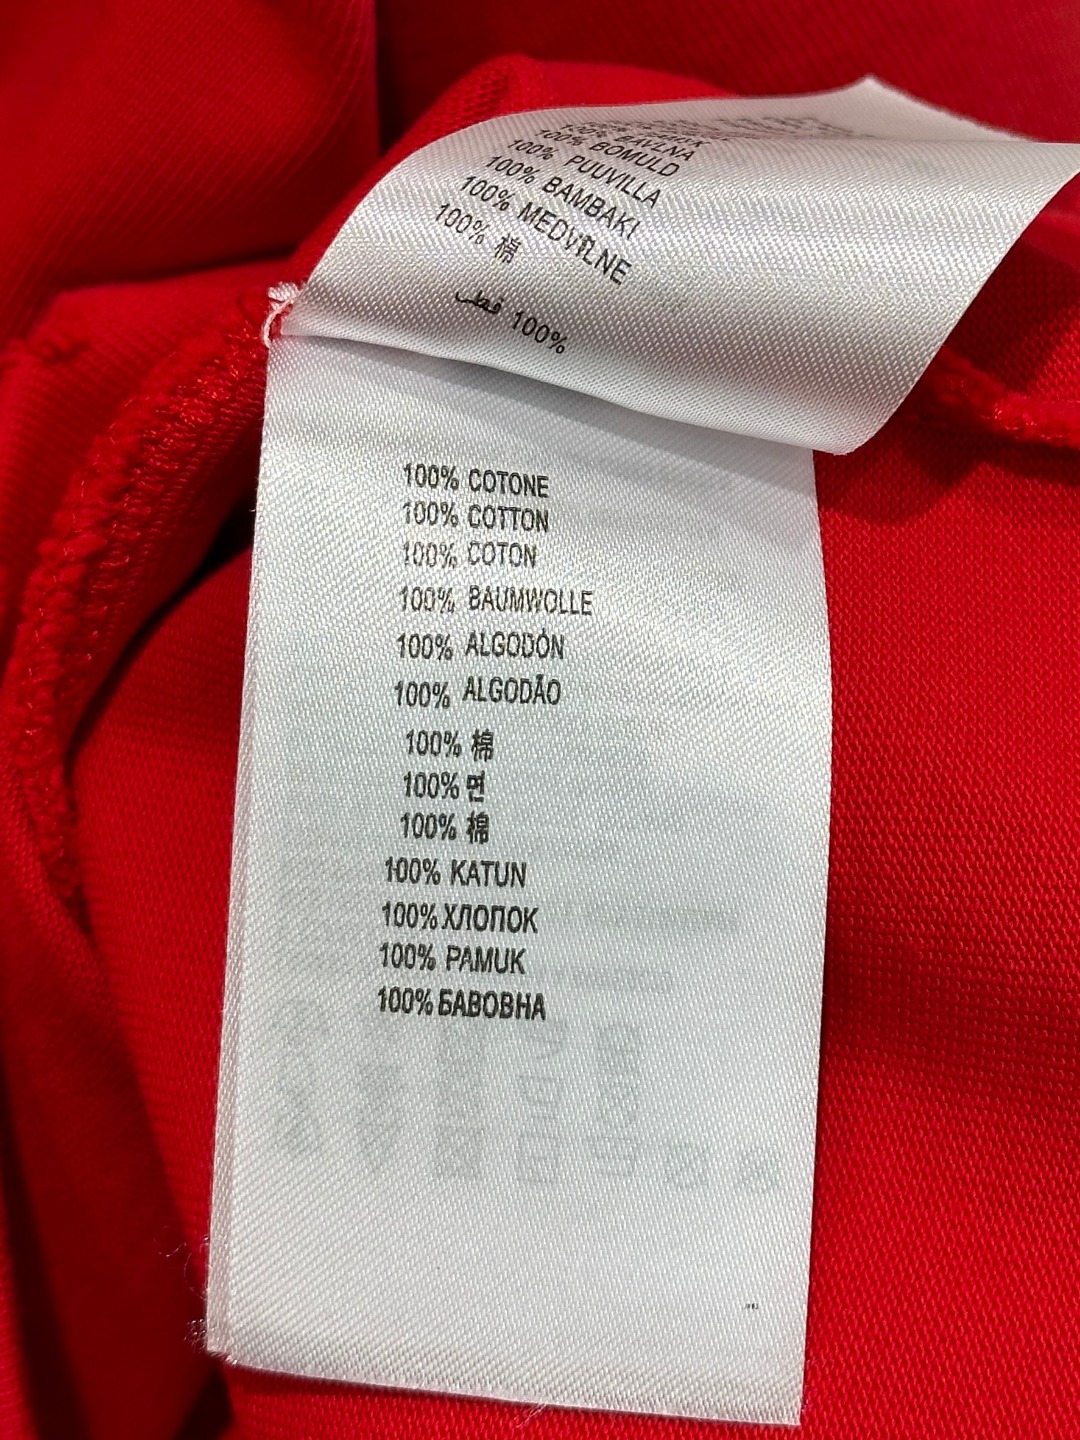 100% BAVLNA
100% BOMULD
100% PUUVILLA
100% BAMBAKI
100% MEDVILNE
100% 棉
100% قطن
100% COTONE
100% COTTON
100% COTON
100% BAUMWOLLE
100% ALGODÓN
100% ALGODÃO
100% 棉
100% 면
100% 棉
100% KATUN
100% ХЛОПОК
100% PAMUK
100% БАВОВНА